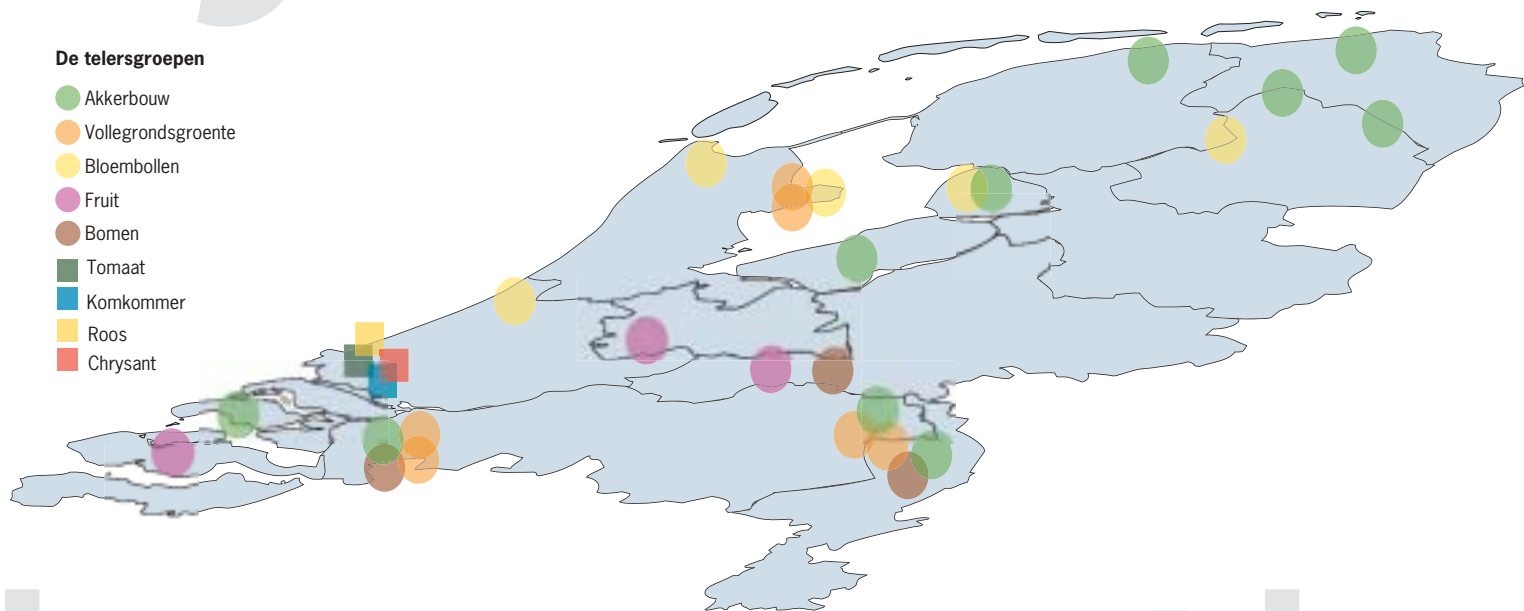 De telersgroepen
Akkerbouw
Vollegrondsgroente
Bloembollen
Fruit
Bomen
Tomaat
Komkommer
Roos
Chrysant